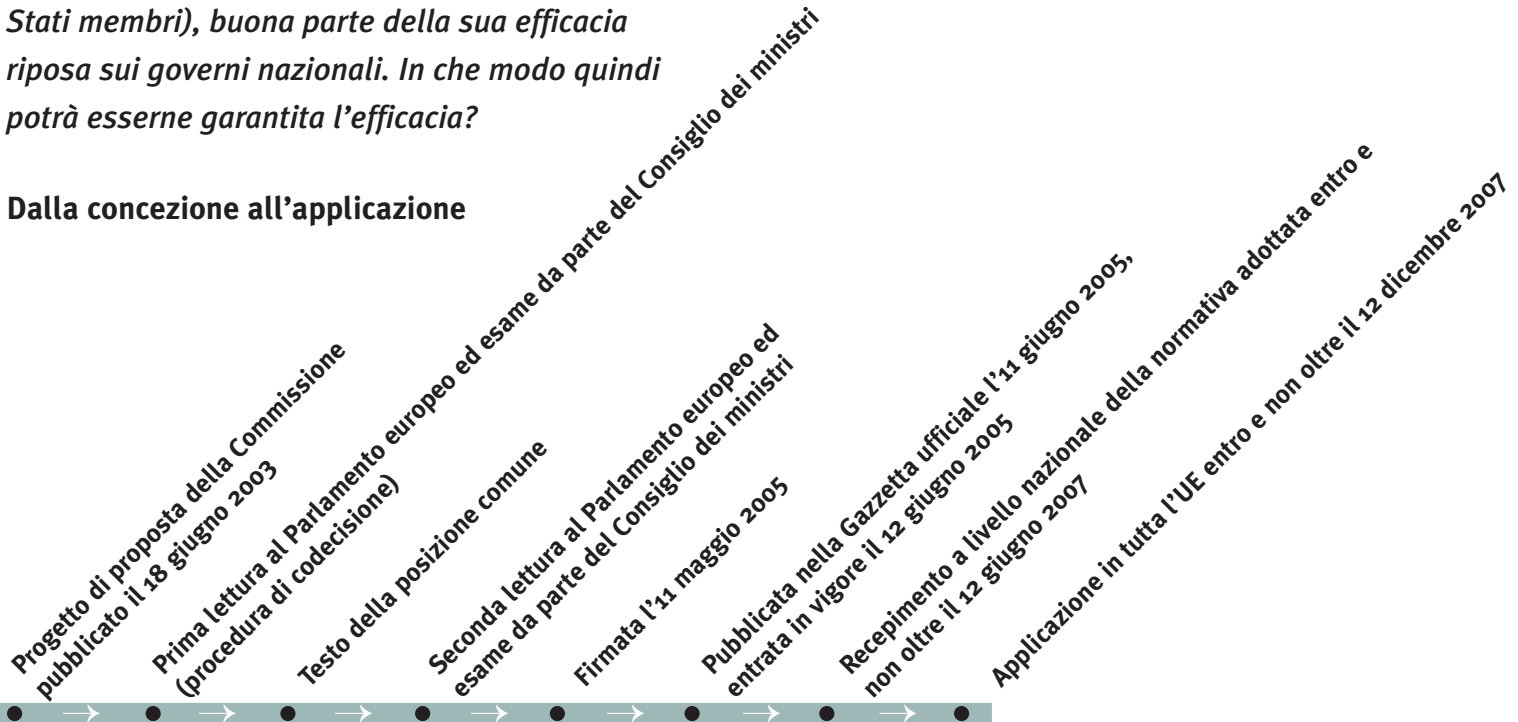 Stati membri), buona parte della sua efficacia
riposa sui governi nazionali. In che modo quindi
potrà esserne garantita l'efficacia?
Dalla concezione all'applicazione
Progetto di proposta della Commissione
pubblicato il 18 giugno 2003
Prima lettura al Parlamento europeo ed esame da parte del Consiglio dei ministri
(procedura di codecisione)
Testo della posizione comune
Seconda lettura al Parlamento europeo ed
esame da parte del Consiglio dei ministri
Firmata l'11 maggio 2005
Pubblicata nella Gazzetta ufficiale l'11 giugno 2005,
entrata in vigore il 12 giugno 2005
Recepimento a livello nazionale della normativa adottata entro e
non oltre il 12 giugno 2007
Applicazione in tutta l'UE entro e non oltre il 12 dicembre 2007